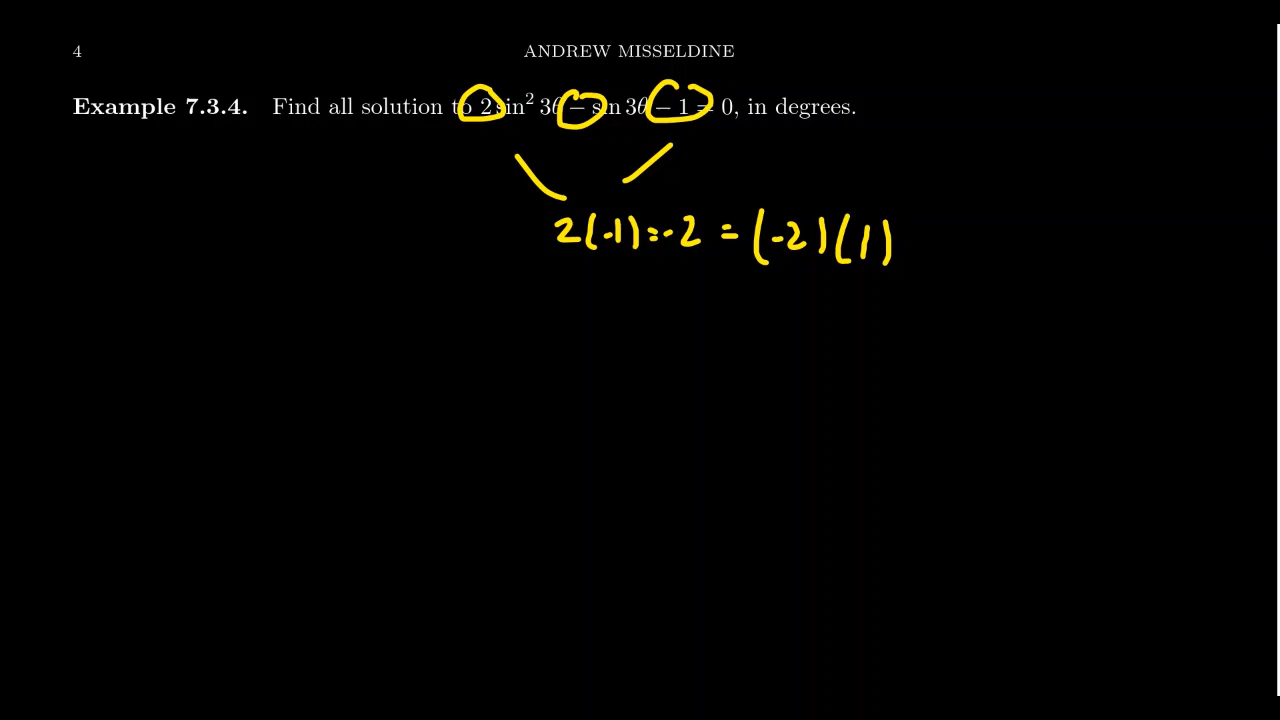 4 ANDREW MISSELDINE
Example 7.3.4. Find all solution to 2 sin² 3θ − sin 3θ − 1 = 0, in degrees.
2(-1)=-2 = (-2)(1)